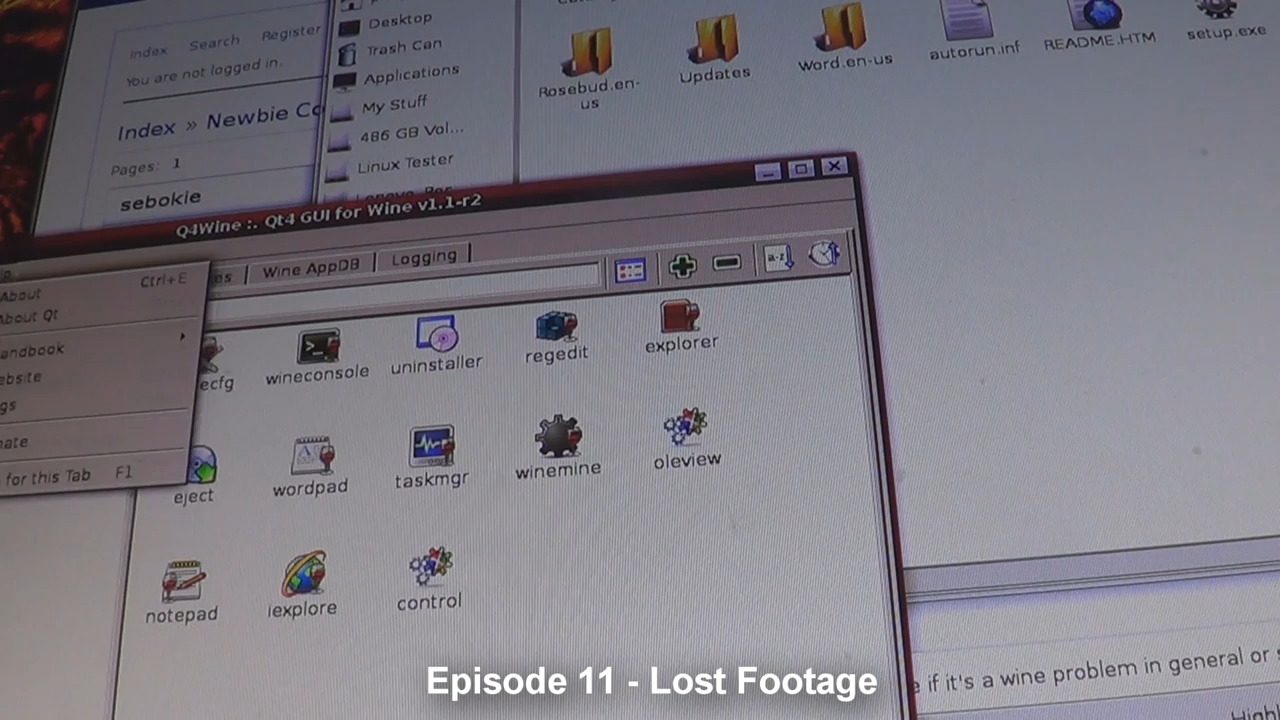 Index Search Register
You are not logged in.
Index » Newbie Co
Pages: 1
sebokie
Desktop
Trash Can
Applications
My Stuff
486 GB Vol...
Linux Tester
Rosebud.en-
us
Updates
Word.en-us
autorun.inf
README.HTM
setup.exe
Q4Wine :. Qt4 GUI for Wine v1.1-r2
Wine AppDB
Logging
a-z
Ctrl+E
About
About Qt
andbook
ebsite
gs
for this Tab F1
ecfg
wineconsole
uninstaller
regedit
explorer
eject
wordpad
taskmgr
winemine
oleview
notepad
iexplore
control
e if it's a wine problem in general or s
Highl
Episode 11 - Lost Footage